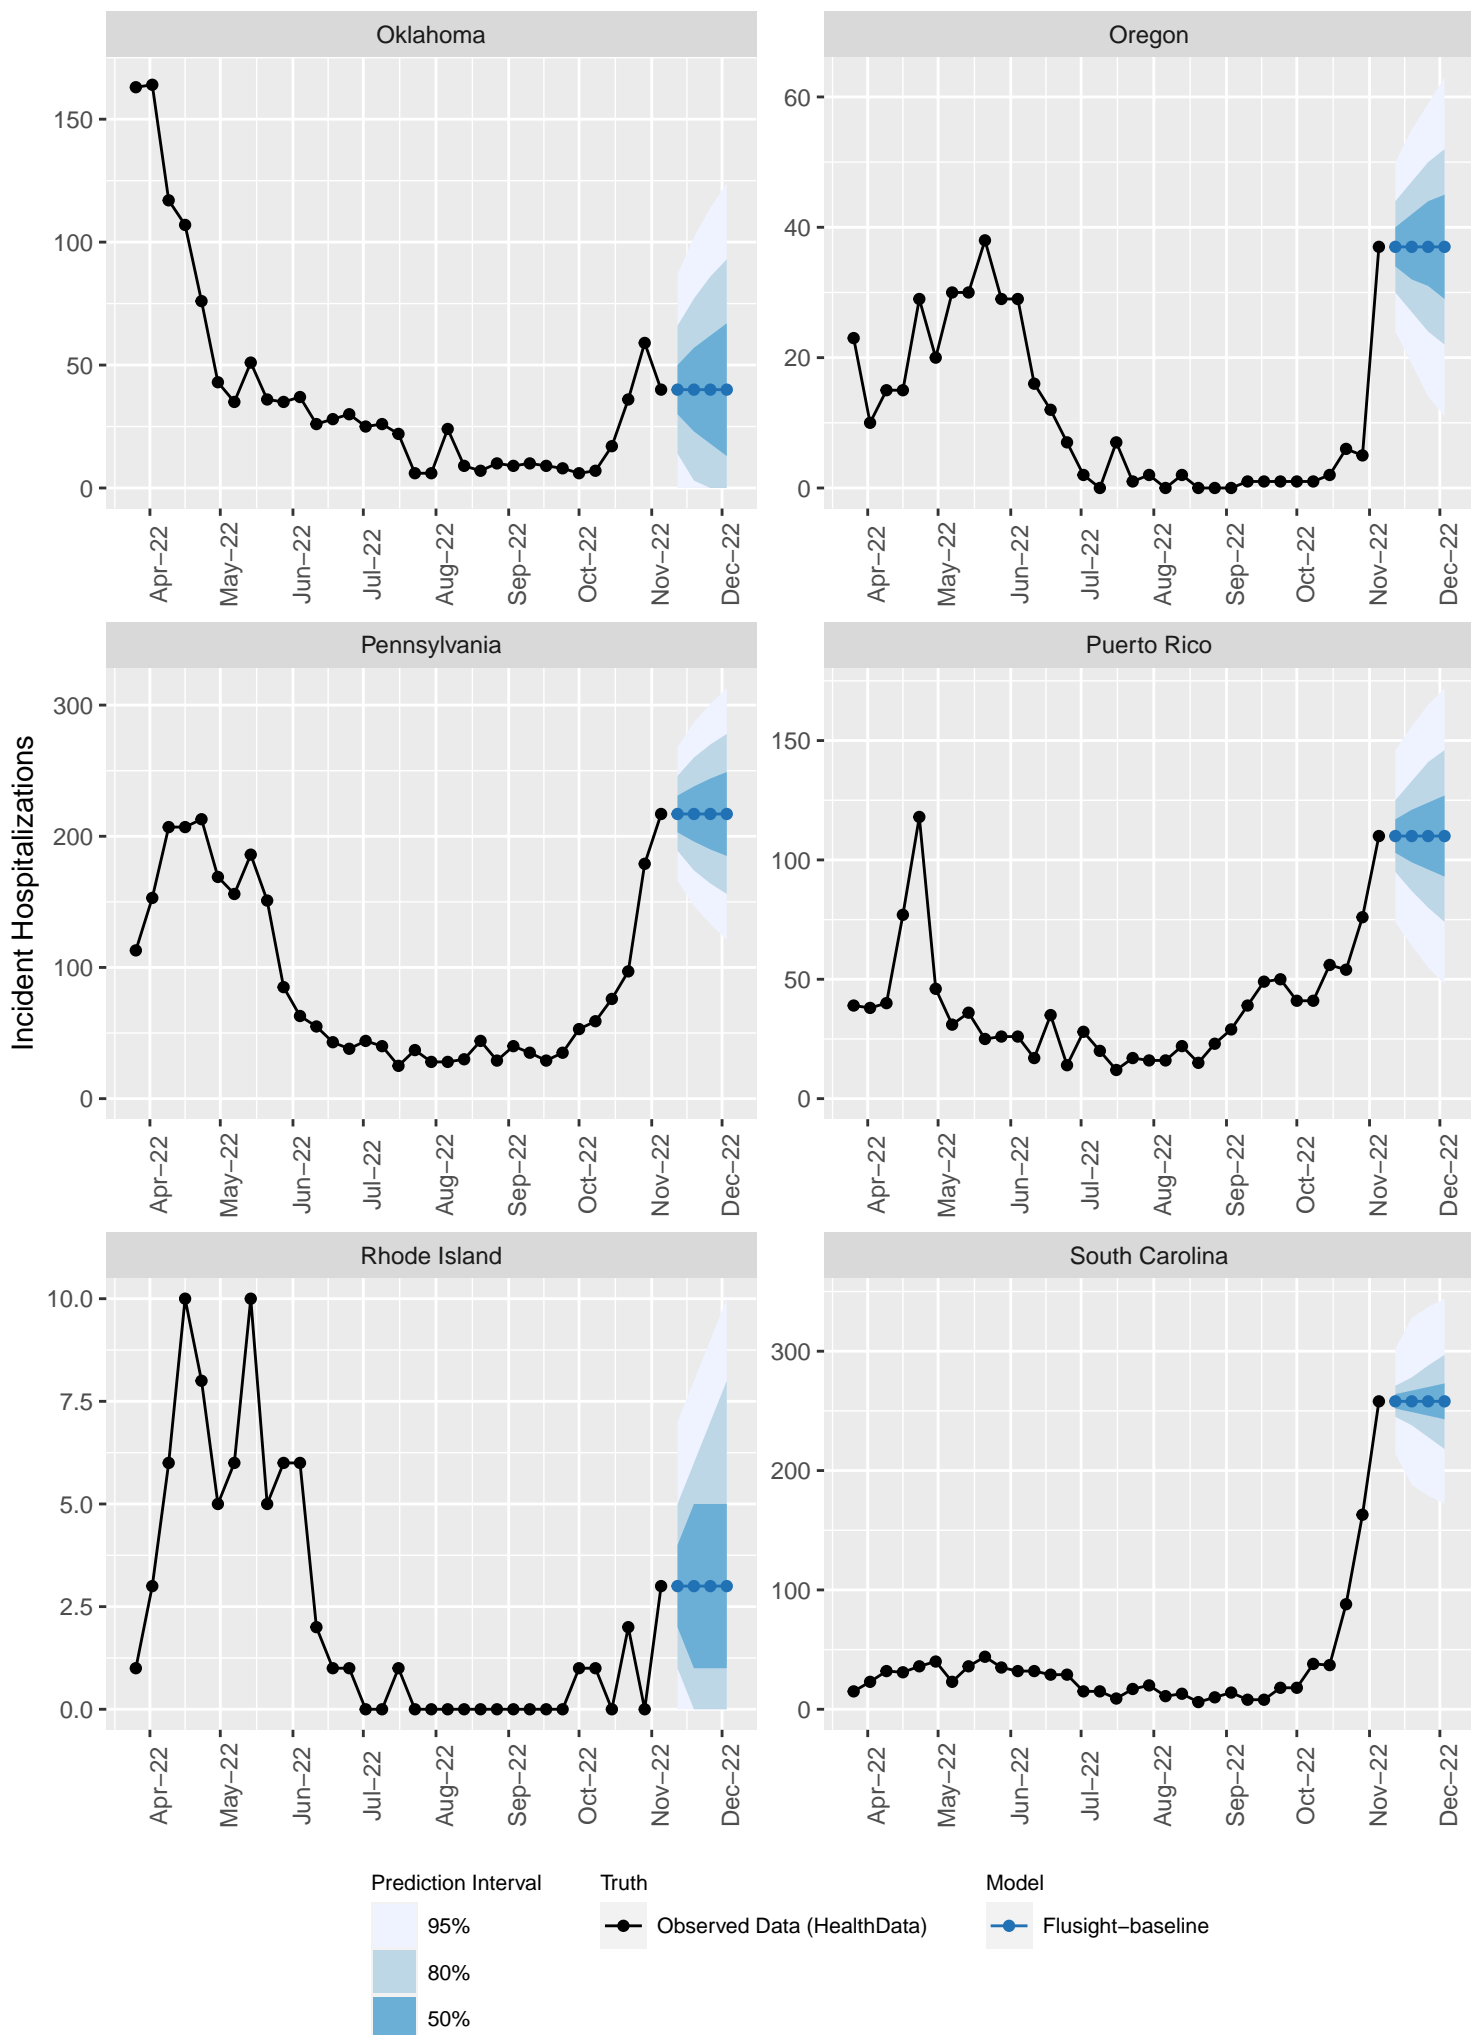 Oklahoma
Oregon
150
100
50
0
60
40
20
0
Apr−22
May−22
Jun−22
Jul−22
Aug−22
Sep−22
Oct−22
Nov−22
Dec−22
Apr−22
May−22
Jun−22
Jul−22
Aug−22
Sep−22
Oct−22
Nov−22
Dec−22
Incident Hospitalizations
Pennsylvania
Puerto Rico
300
200
100
0
150
100
50
0
Apr−22
May−22
Jun−22
Jul−22
Aug−22
Sep−22
Oct−22
Nov−22
Dec−22
Apr−22
May−22
Jun−22
Jul−22
Aug−22
Sep−22
Oct−22
Nov−22
Dec−22
Rhode Island
South Carolina
10.0
7.5
5.0
2.5
0.0
300
200
100
0
Apr−22
May−22
Jun−22
Jul−22
Aug−22
Sep−22
Oct−22
Nov−22
Dec−22
Apr−22
May−22
Jun−22
Jul−22
Aug−22
Sep−22
Oct−22
Nov−22
Dec−22
Prediction Interval
95%
80%
50%
Truth
Observed Data (HealthData)
Model
Flusight−baseline